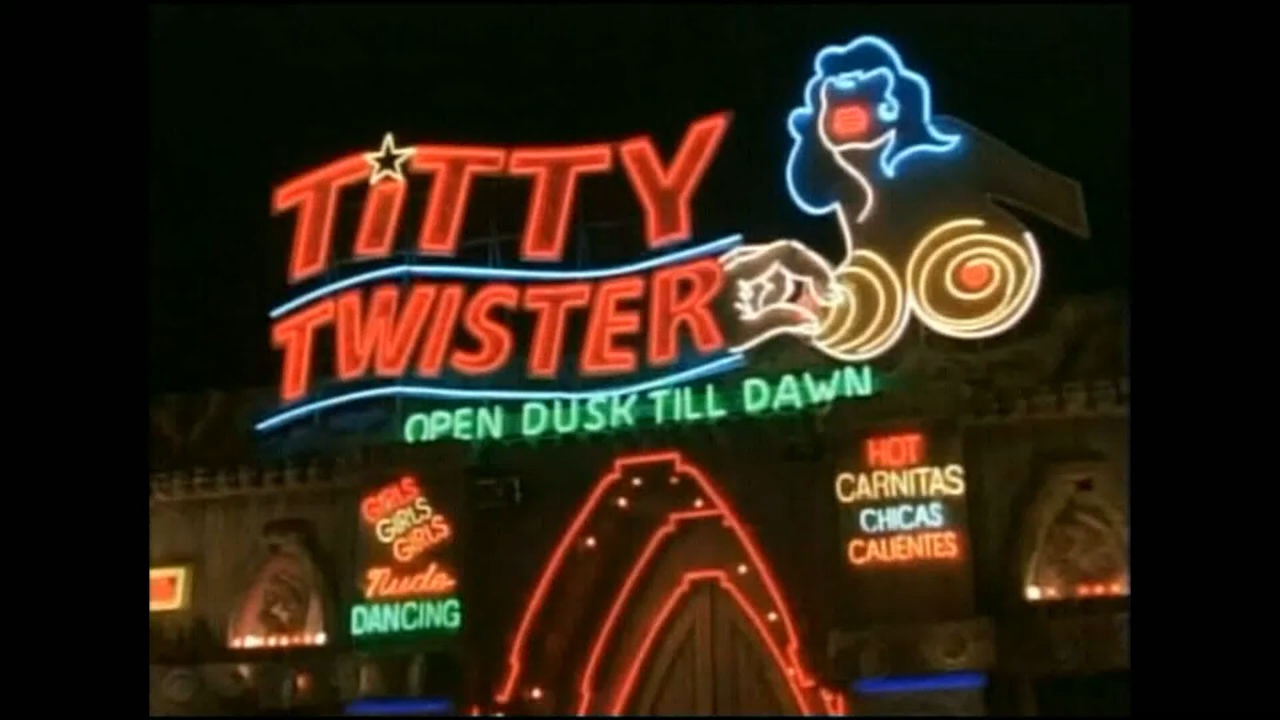 TiTTY
TWISTER
OPEN DUSK TILL DAWN
GIRLS
GIRLS
GIRLS
Nude
DANCING
HOT
CARNITAS
CHICAS
CALIENTES